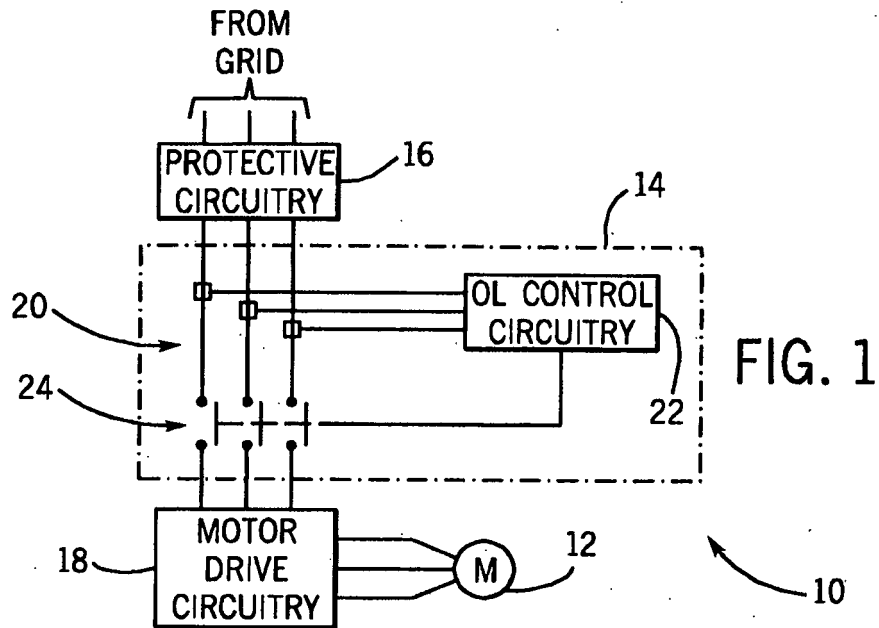 FROM
GRID
PROTECTIVE
CIRCUITRY
16
14
20
OL CONTROL
CIRCUITRY
22
FIG. 1
24
18
MOTOR
DRIVE
CIRCUITRY
M
12
10